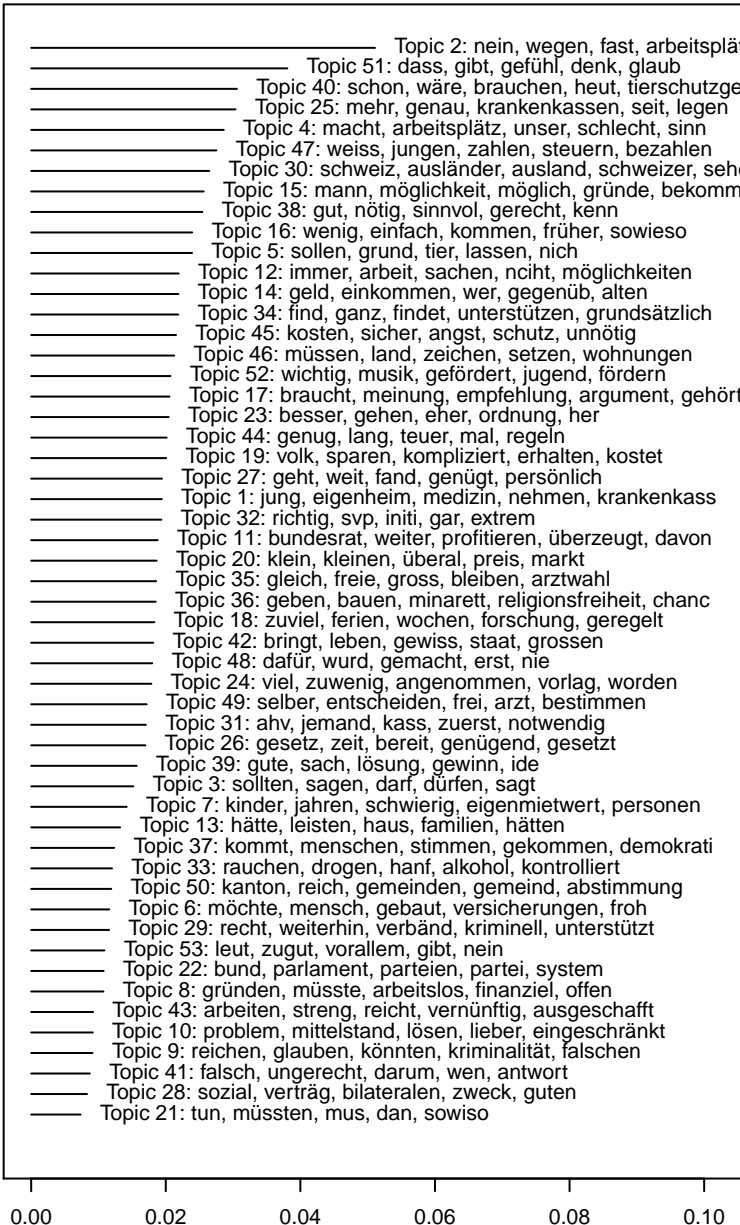 Topic 2: nein, wegen, fast, arbeitsplä
Topic 51: dass, gibt, gefühl, denk, glaub
Topic 40: schon, wäre, brauchen, heut, tierschutzge
Topic 25: mehr, genau, krankenkassen, seit, legen
Topic 4: macht, arbeitsplätz, unser, schlecht, sinn
Topic 47: weiss, jungen, zahlen, steuern, bezahlen
Topic 30: schweiz, ausländer, ausland, schweizer, sehe
Topic 15: mann, möglichkeit, möglich, gründe, bekomm
Topic 38: gut, nötig, sinnvol, gerecht, kenn
Topic 16: wenig, einfach, kommen, früher, sowieso
Topic 5: sollen, grund, tier, lassen, nich
Topic 12: immer, arbeit, sachen, nciht, möglichkeiten
Topic 14: geld, einkommen, wer, gegenüb, alten
Topic 34: find, ganz, findet, unterstützen, grundsätzlich
Topic 45: kosten, sicher, angst, schutz, unnötig
Topic 46: müssen, land, zeichen, setzen, wohnungen
Topic 52: wichtig, musik, gefördert, jugend, fördern
Topic 17: braucht, meinung, empfehlung, argument, gehört
Topic 23: besser, gehen, eher, ordnung, her
Topic 44: genug, lang, teuer, mal, regeln
Topic 19: volk, sparen, kompliziert, erhalten, kostet
Topic 27: geht, weit, fand, genügt, persönlich
Topic 1: jung, eigenheim, medizin, nehmen, krankenkass
Topic 32: richtig, svp, initi, gar, extrem
Topic 11: bundesrat, weiter, profitieren, überzeugt, davon
Topic 20: klein, kleinen, überal, preis, markt
Topic 35: gleich, freie, gross, bleiben, arztwahl
Topic 36: geben, bauen, minarett, religionsfreiheit, chanc
Topic 18: zuviel, ferien, wochen, forschung, geregelt
Topic 42: bringt, leben, gewiss, staat, grossen
Topic 48: dafür, wurd, gemacht, erst, nie
Topic 24: viel, zuwenig, angenommen, vorlag, worden
Topic 49: selber, entscheiden, frei, arzt, bestimmen
Topic 31: ahv, jemand, kass, zuerst, notwendig
Topic 26: gesetz, zeit, bereit, genügend, gesetzt
Topic 39: gute, sach, lösung, gewinn, ide
Topic 3: sollten, sagen, darf, dürfen, sagt
Topic 7: kinder, jahren, schwierig, eigenmietwert, personen
Topic 13: hätte, leisten, haus, familien, hätten
Topic 37: kommt, menschen, stimmen, gekommen, demokrati
Topic 33: rauchen, drogen, hanf, alkohol, kontrolliert
Topic 50: kanton, reich, gemeinden, gemeind, abstimmung
Topic 6: möchte, mensch, gebaut, versicherungen, froh
Topic 29: recht, weiterhin, verbänd, kriminell, unterstützt
Topic 53: leut, zugut, vorallem, gibt, nein
Topic 22: bund, parlament, parteien, partei, system
Topic 8: gründen, müsste, arbeitslos, finanziel, offen
Topic 43: arbeiten, streng, reicht, vernünftig, ausgeschafft
Topic 10: problem, mittelstand, lösen, lieber, eingeschränkt
Topic 9: reichen, glauben, könnten, kriminalität, falschen
Topic 41: falsch, ungerecht, darum, wen, antwort
Topic 28: sozial, verträg, bilateralen, zweck, guten
Topic 21: tun, müssten, mus, dan, sowiso
0.00 0.02 0.04 0.06 0.08 0.10